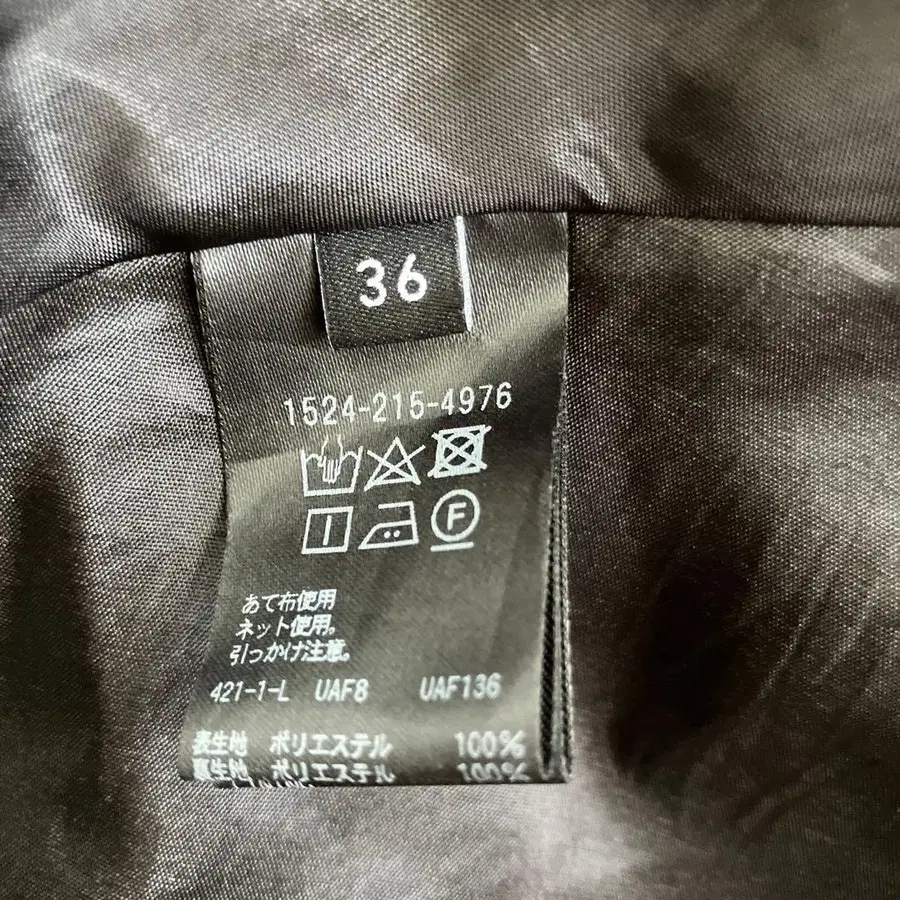 36
1524-215-4976
F
あて布使用
ネット使用。
引っかけ注意。
421-1-L UAF8 UAF136
表生地 ポリエステル 100%
裏生地 ポリエステル 100%